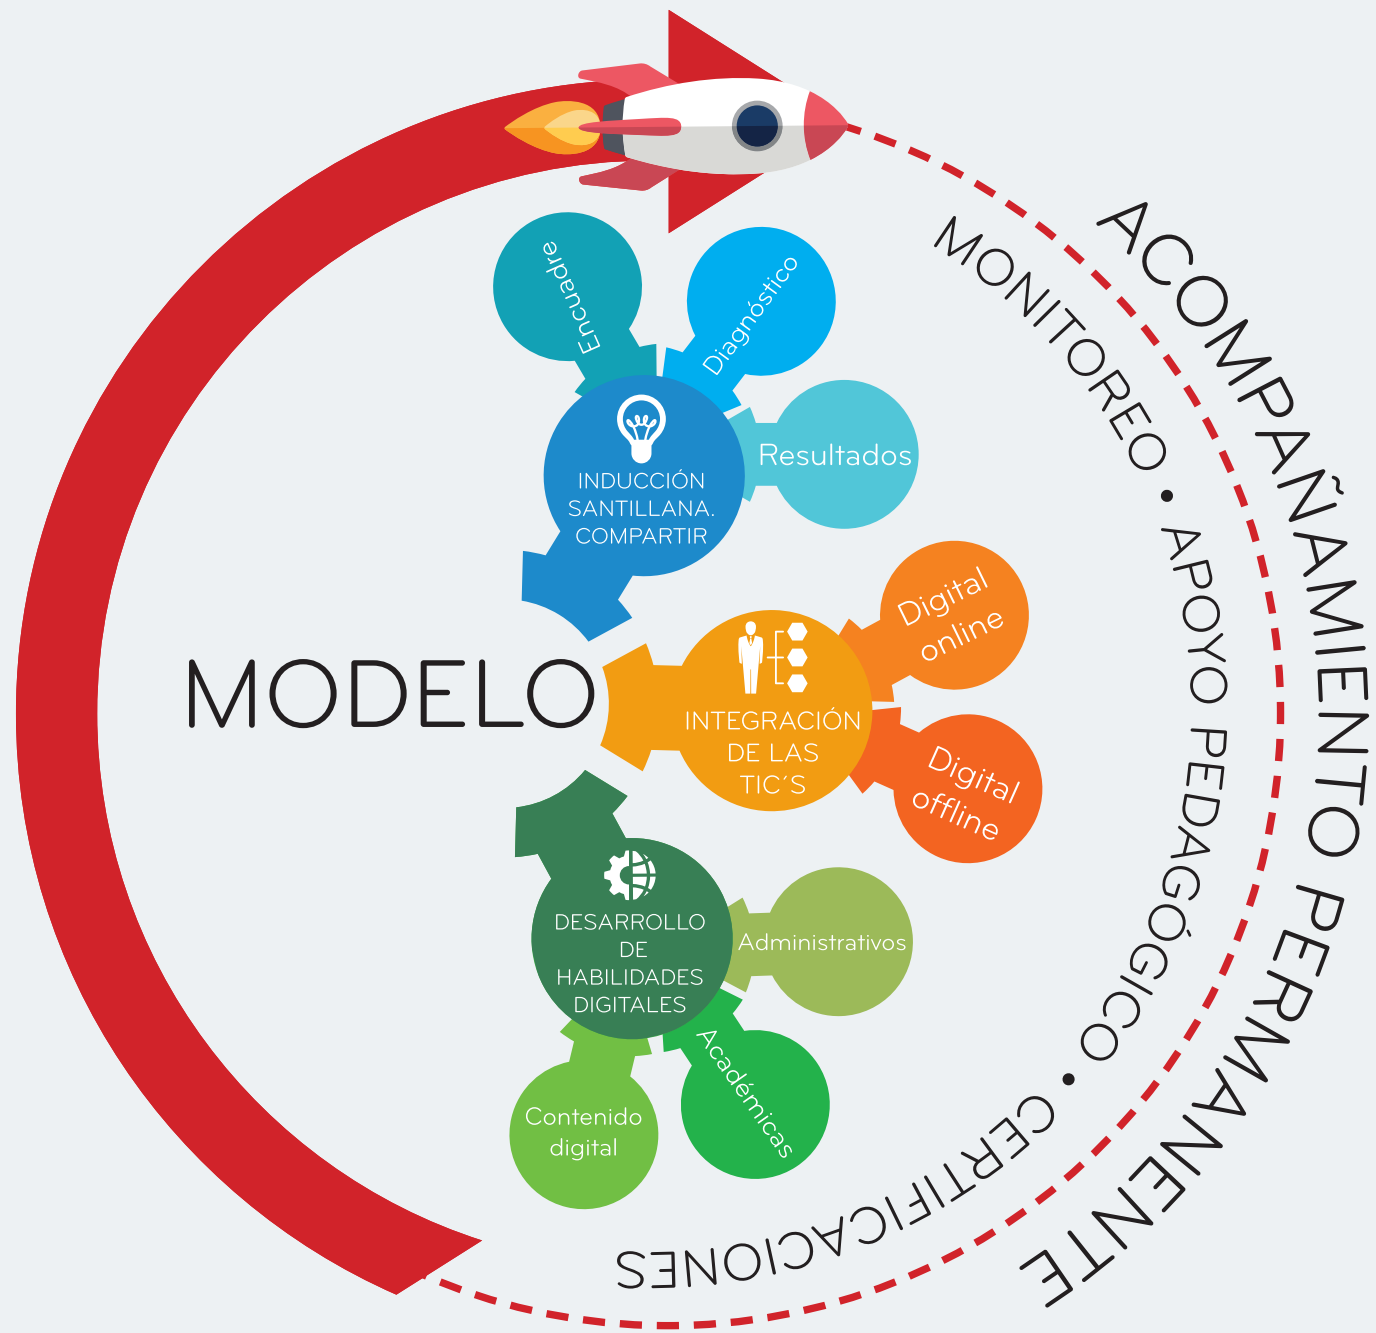 Encuadre
Diagnóstico
Resultados
INDUCCIÓN
SANTILLANA.
COMPARTIR
MODELO
INTEGRACIÓN
DE LAS
TIC´S
Digital
online
Digital
offline
DESARROLLO
DE
HABILIDADES
DIGITALES
Administrativos
Académicas
Contenido
digital
MONITOREO • APOYO PEDAGÓGICO • CERTIFICACIONES
ACOMPAÑAMIENTO PERMANENTE